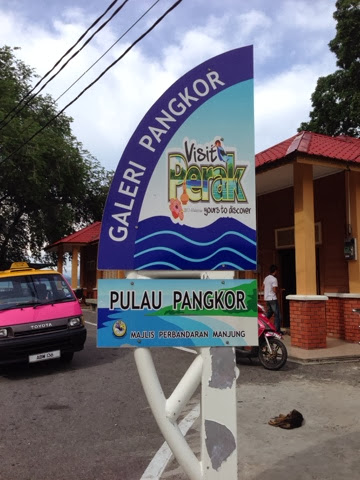 GALERI PANGKOR
Visit
Perak
yours to discover
PULAU PANGKOR
MAJLIS PERBANDARAN MANJUNG
TOYOTA